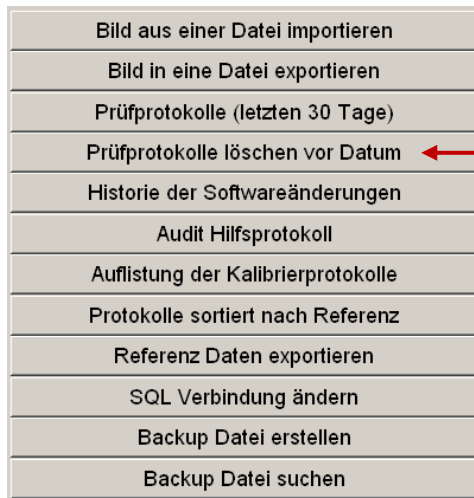 Bild aus einer Datei importieren
Bild in eine Datei exportieren
Prüfprotokolle (letzten 30 Tage)
Prüfprotokolle löschen vor Datum
Historie der Softwareänderungen
Audit Hilfsprotokoll
Auflistung der Kalibrierprotokolle
Protokolle sortiert nach Referenz
Referenz Daten exportieren
SQL Verbindung ändern
Backup Datei erstellen
Backup Datei suchen